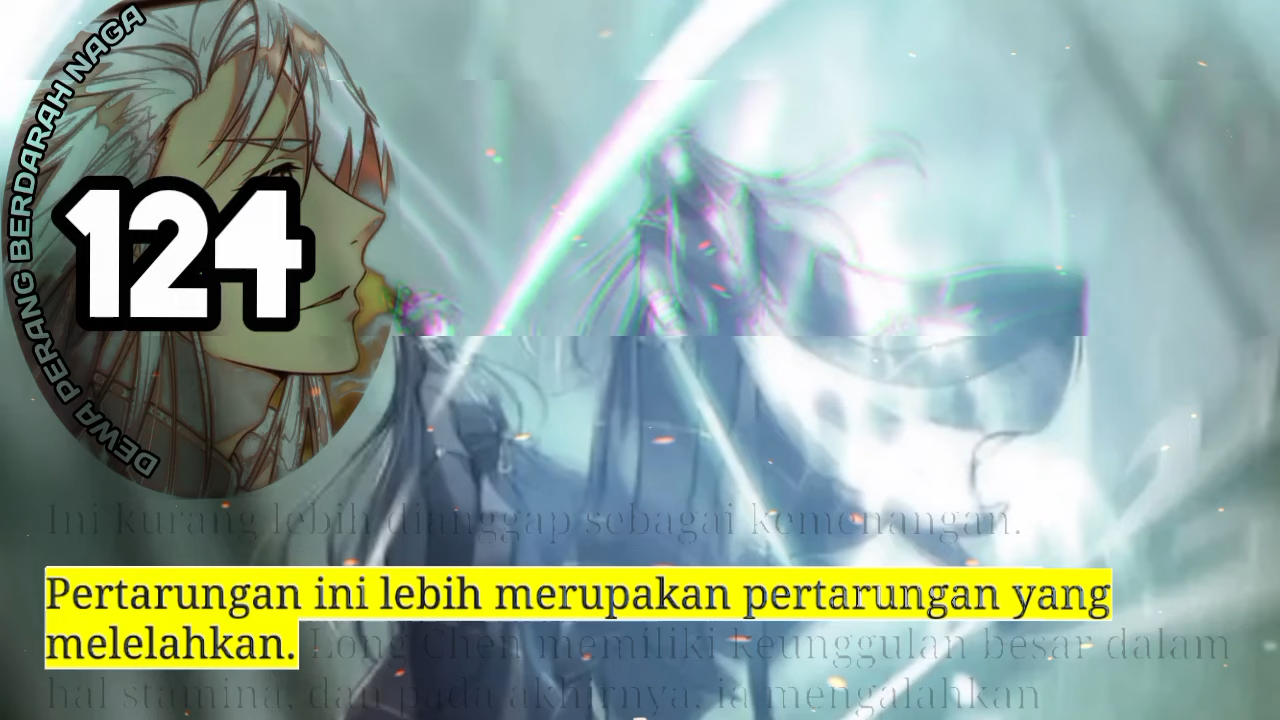 DEWA PERANG BERDARAH NAGA
124
Ini kurang lebih dianggap sebagai kemenangan.
Pertarungan ini lebih merupakan pertarungan yang
melelahkan. Long Chen memiliki keunggulan besar dalam
hal stamina, dan pada akhirnya, ia mengalahkan